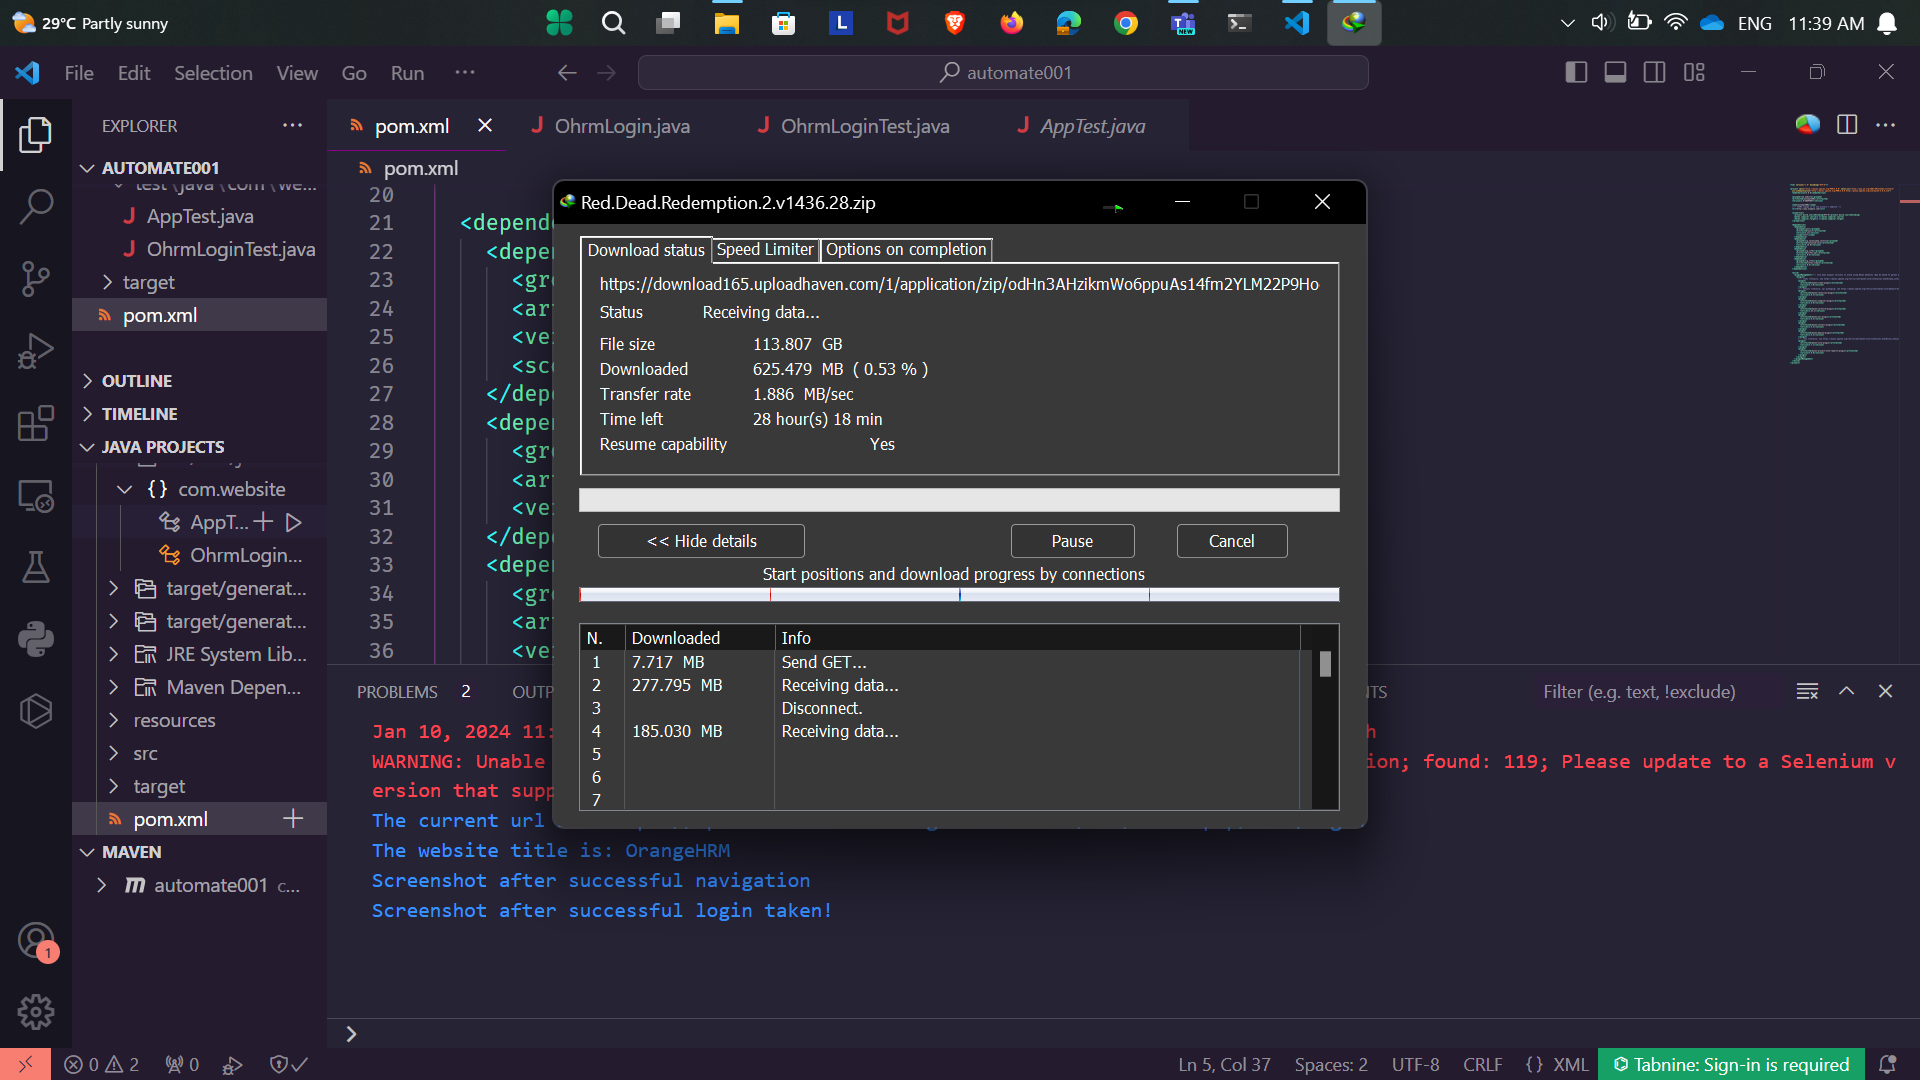 29°C Partly sunny
ENG 11:39 AM
File Edit Selection View Go Run ···
automate001
EXPLORER
AUTOMATE001
AppTest.java
OhrmLoginTest.java
target
pom.xml
OUTLINE
TIMELINE
JAVA PROJECTS
{} com.website
AppT...
OhrmLogin...
target/generat...
target/generat...
JRE System Lib...
Maven Depen...
resources
src
target
pom.xml
MAVEN
automate001 c...
pom.xml
OhrmLogin.java
OhrmLoginTest.java
AppTest.java
pom.xml
20
21 <depend
22 <depen
23 <gr
24 <ar
25 <ve
26 <sc
27 </depe
28 <depen
29 <gr
30 <ar
31 <ve
32 </depe
33 <depen
34 <gr
35 <ar
36 <ve
Red.Dead.Redemption.2.v1436.28.zip
Download status
Speed Limiter
Options on completion
https://download165.uploadhaven.com/1/application/zip/odHn3AHzikmWo6ppuAs14fm2YLM22P9Ho
Status Receiving data...
File size 113.807 GB
Downloaded 625.479 MB ( 0.53 % )
Transfer rate 1.886 MB/sec
Time left 28 hour(s) 18 min
Resume capability Yes
<< Hide details
Pause
Cancel
Start positions and download progress by connections
N. Downloaded Info
1 7.717 MB Send GET...
2 277.795 MB Receiving data...
3 Disconnect.
4 185.030 MB Receiving data...
5
6
7
PROBLEMS 2 OUTP NTS Filter (e.g. text, !exclude)
Jan 10, 2024 11:
WARNING: Unable ion; found: 119; Please update to a Selenium v
ersion that supp
The current url
The website title is: OrangeHRM
Screenshot after successful navigation
Screenshot after successful login taken!
0 2 0
Ln 5, Col 37 Spaces: 2 UTF-8 CRLF {} XML Tabnine: Sign-in is required